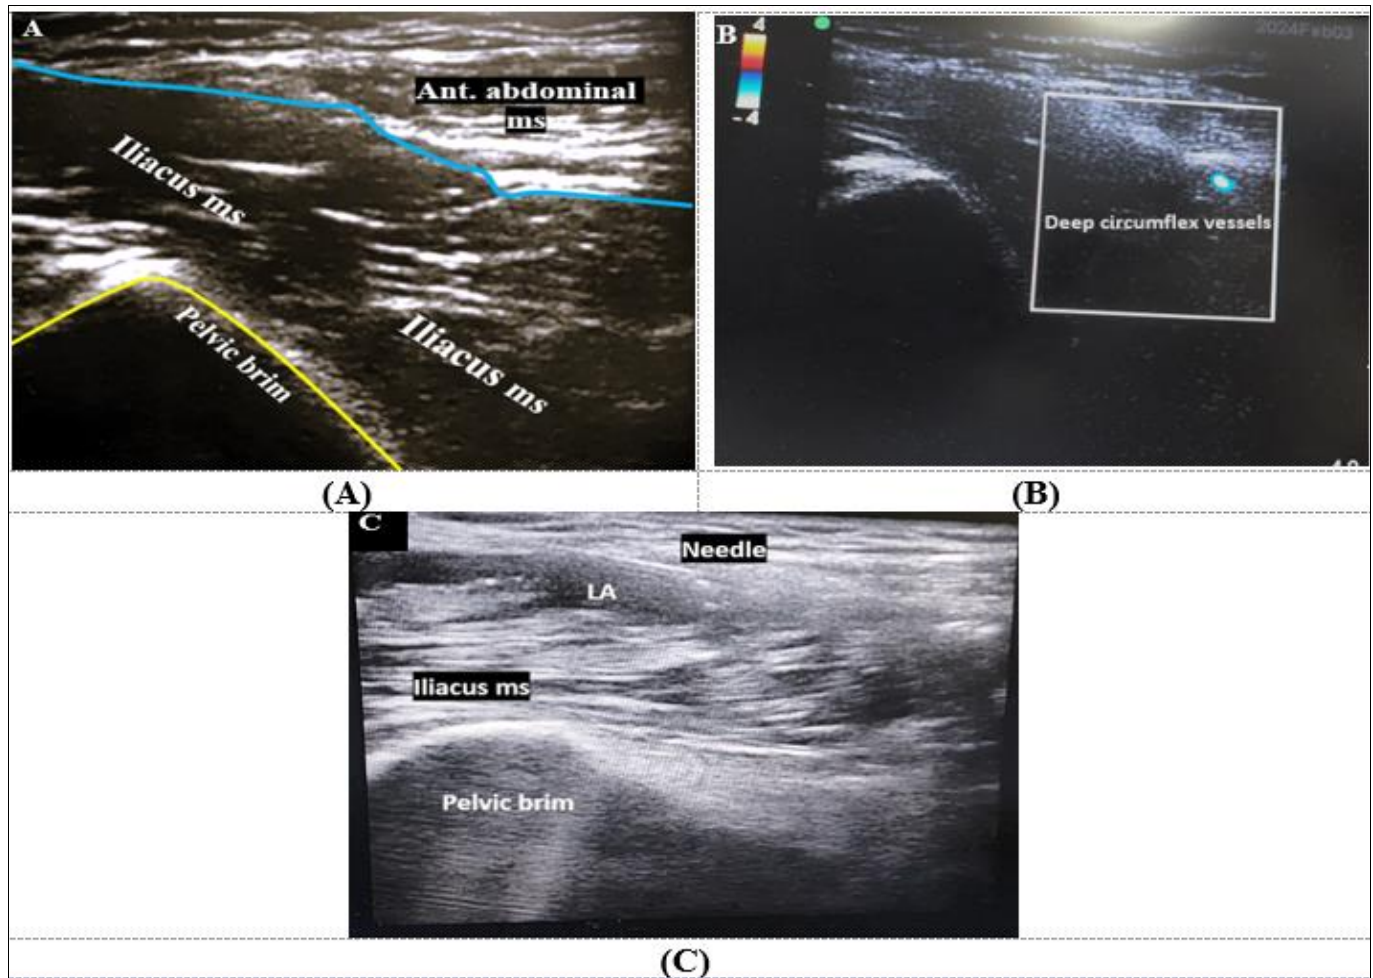 A
Ant. abdominal
ms
Iliacus ms
Iliacus ms
Pelvic brim
(A)
B
4
-4
2024Feb03
Deep circumflex vessels
(B)
C
Needle
LA
Iliacus ms
Pelvic brim
(C)